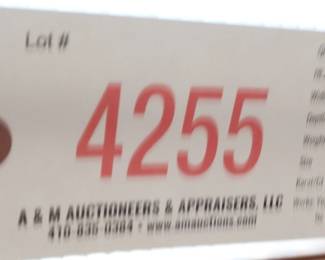 Lot #
4255
A & M AUCTIONEERS & APPRAISERS, LLC
410-835-0384 • www.amauctions.com